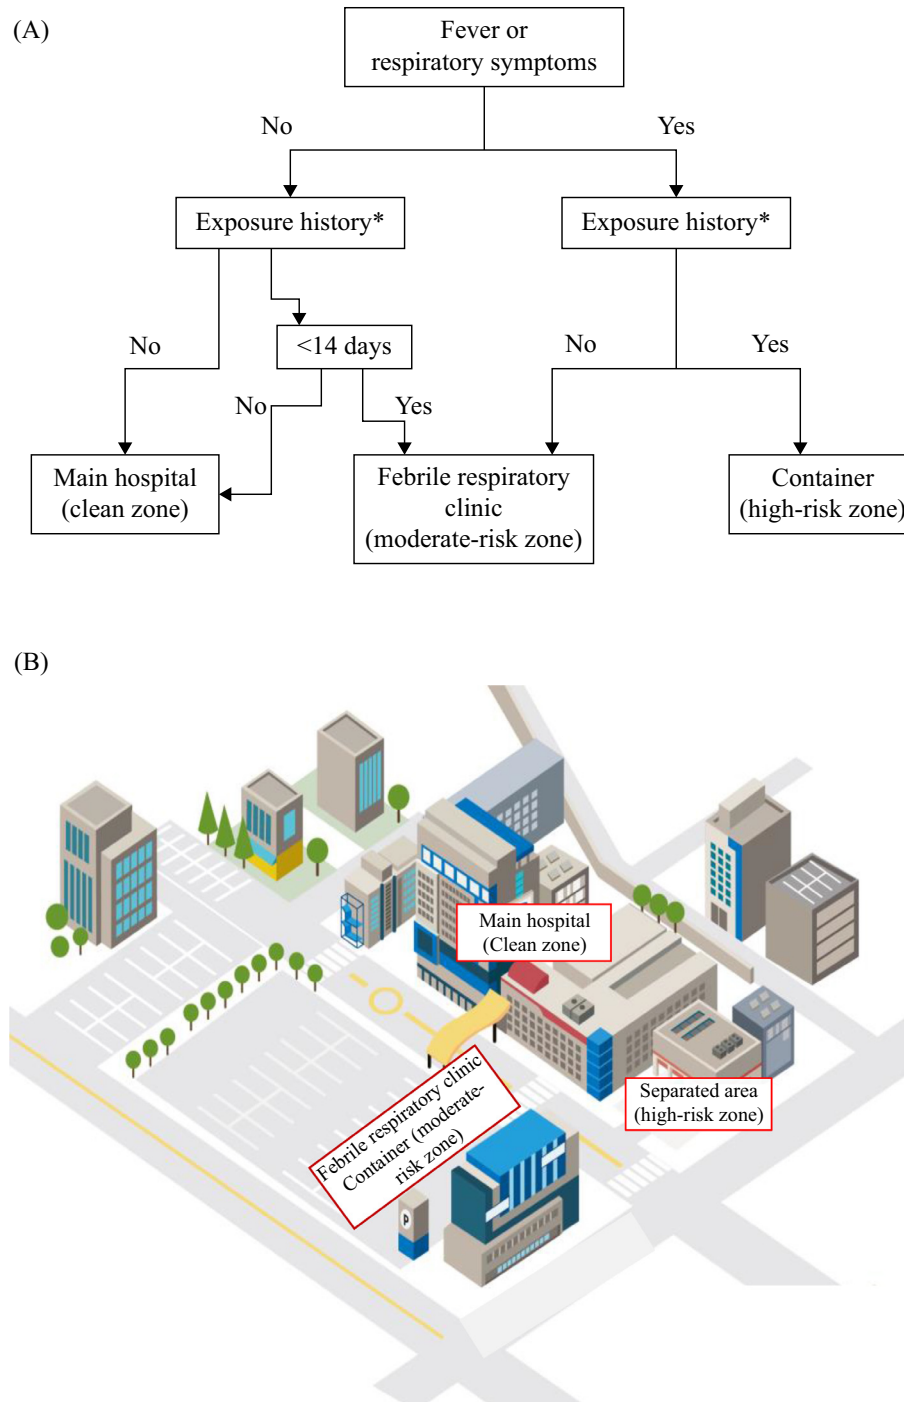 (A)
Fever or
respiratory symptoms
No
Yes
Exposure history*
Exposure history*
No
<14 days
No
Yes
No
Yes
Main hospital
(clean zone)
Febrile respiratory
clinic
(moderate-risk zone)
Container
(high-risk zone)
(B)
Main hospital
(Clean zone)
Separated area
(high-risk zone)
Febrile respiratory clinic
Container (moderate-
risk zone)
P